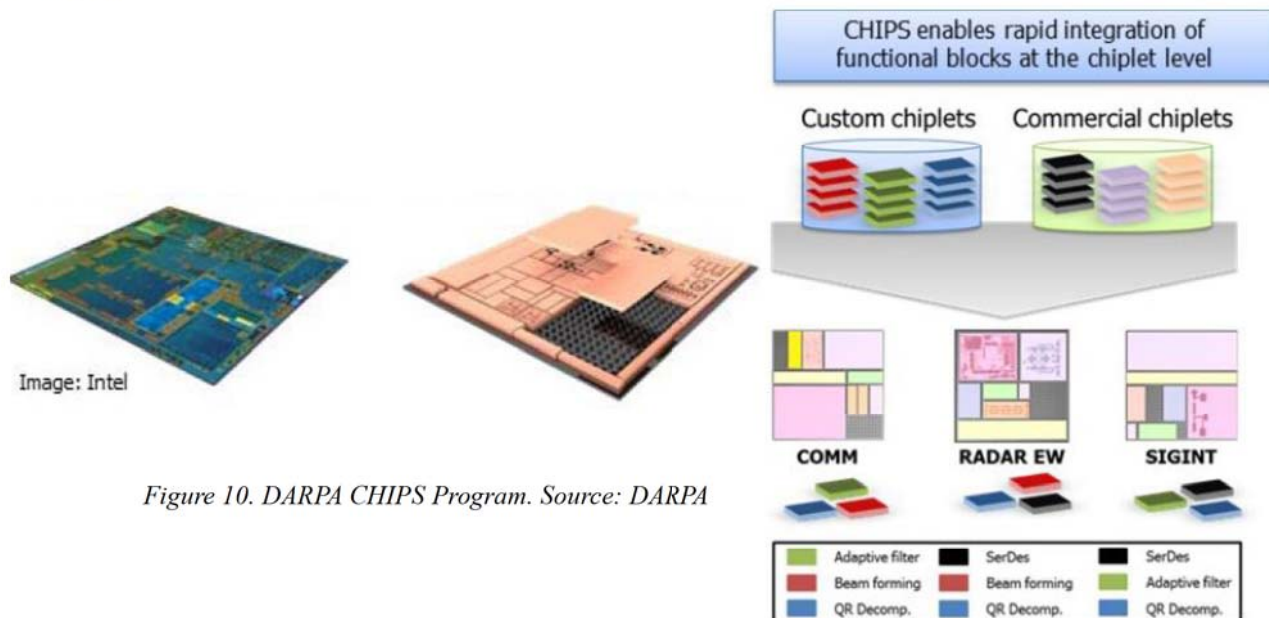 CHIPS enables rapid integration of
functional blocks at the chiplet level
Custom chiplets
Commercial chiplets
Image: Intel
COMM
RADAR EW
SIGINT
Figure 10. DARPA CHIPS Program. Source: DARPA
Adaptive filter
Beam forming
QR Decomp.
SerDes
Beam forming
QR Decomp.
SerDes
Adaptive filter
QR Decomp.